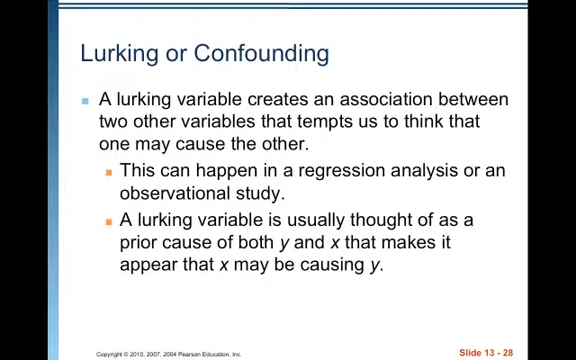 Lurking or Confounding
A lurking variable creates an association between
two other variables that tempts us to think that
one may cause the other.
This can happen in a regression analysis or an
observational study.
A lurking variable is usually thought of as a
prior cause of both y and x that makes it
appear that x may be causing y.
Copyright © 2010, 2007, 2004 Pearson Education, Inc.
Slide 13 - 28